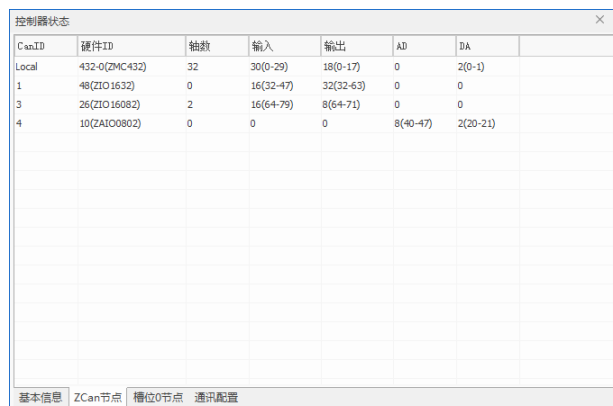 控制器状态
CanID 硬件ID 轴数 输入 输出 AD DA
Local 432-0(ZMC432) 32 30(0-29) 18(0-17) 0 2(0-1)
1 48(ZIO1632) 0 16(32-47) 32(32-63) 0 0
3 26(ZIO16082) 2 16(64-79) 8(64-71) 0 0
4 10(ZAIO0802) 0 0 0 8(40-47) 2(20-21)
基本信息 ZCan节点 槽位0节点 通讯配置